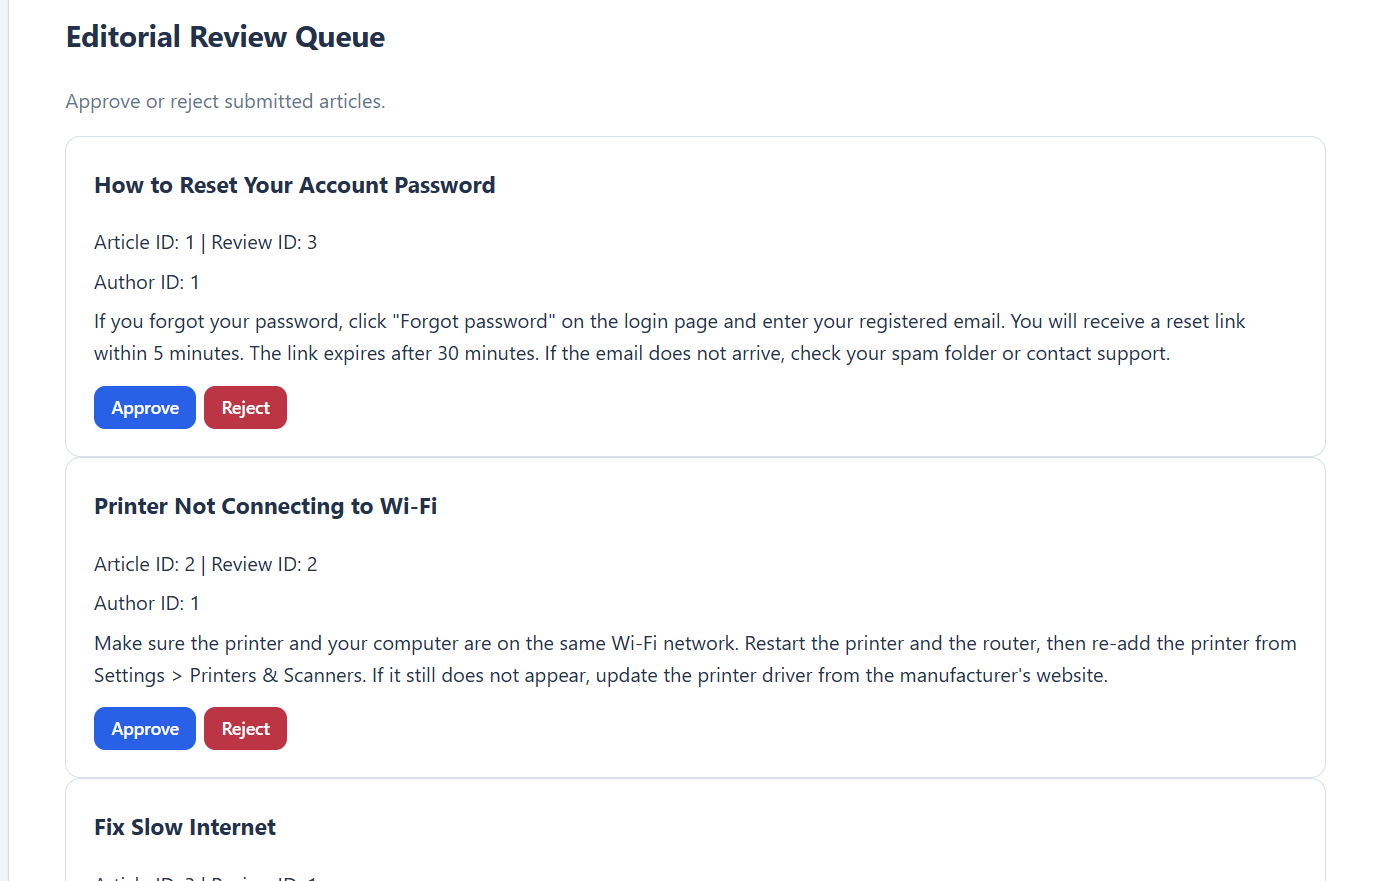 Editorial Review Queue
Approve or reject submitted articles.
How to Reset Your Account Password
Article ID: 1 | Review ID: 3
Author ID: 1
If you forgot your password, click "Forgot password" on the login page and enter your registered email. You will receive a reset link
within 5 minutes. The link expires after 30 minutes. If the email does not arrive, check your spam folder or contact support.
Approve Reject
Printer Not Connecting to Wi-Fi
Article ID: 2 | Review ID: 2
Author ID: 1
Make sure the printer and your computer are on the same Wi-Fi network. Restart the printer and the router, then re-add the printer from
Settings > Printers & Scanners. If it still does not appear, update the printer driver from the manufacturer's website.
Approve Reject
Fix Slow Internet
Article ID: 3 | Review ID: 1